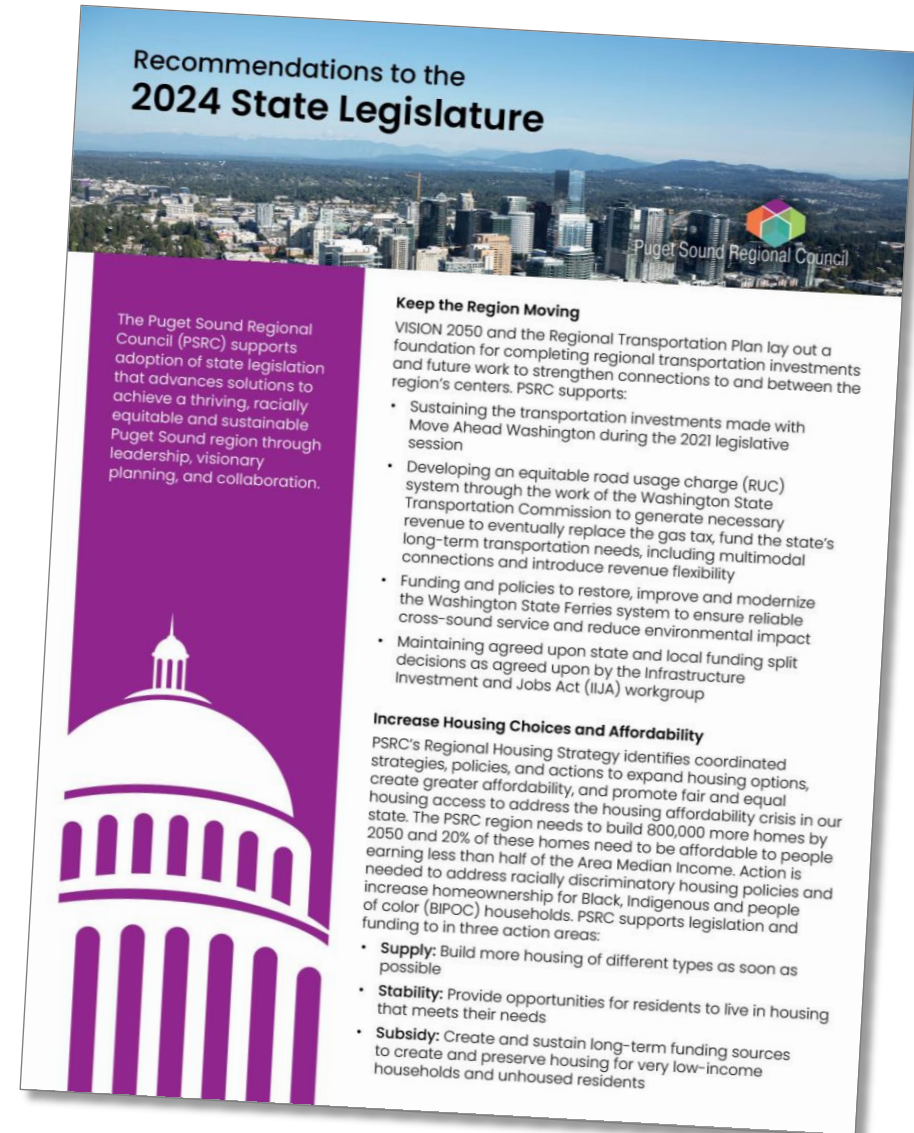 Recommendations to the
2024 State Legislature
Puget Sound Regional Council
The Puget Sound Regional
Council (PSRC) supports
adoption of state legislation
that advances solutions to
achieve a thriving, racially
equitable and sustainable
Puget Sound region through
leadership, visionary
planning, and collaboration.
Keep the Region Moving
VISION 2050 and the Regional Transportation Plan lay out a
foundation for completing regional transportation investments
and future work to strengthen connections to and between the
region's centers. PSRC supports:
• Sustaining the transportation investments made with
Move Ahead Washington during the 2021 legislative
session
• Developing an equitable road usage charge (RUC)
system through the work of the Washington State
Transportation Commission to generate necessary
revenue to eventually replace the gas tax, fund the state's
long-term transportation needs, including multimodal
connections and introduce revenue flexibility
• Funding and policies to restore, improve and modernize
the Washington State Ferries system to ensure reliable
cross-sound service and reduce environmental impact
• Maintaining agreed upon state and local funding split
decisions as agreed upon by the Infrastructure
Investment and Jobs Act (IIJA) workgroup
Increase Housing Choices and Affordability
PSRC's Regional Housing Strategy identifies coordinated
strategies, policies, and actions to expand housing options,
create greater affordability, and promote fair and equal
housing access to address the housing affordability crisis in our
state. The PSRC region needs to build 800,000 more homes by
2050 and 20% of these homes need to be affordable to people
earning less than half of the Area Median Income. Action is
needed to address racially discriminatory housing policies and
increase homeownership for Black, Indigenous and people
of color (BIPOC) households. PSRC supports legislation and
funding to in three action areas:
• Supply: Build more housing of different types as soon as
possible
• Stability: Provide opportunities for residents to live in housing
that meets their needs
• Subsidy: Create and sustain long-term funding sources
to create and preserve housing for very low-income
households and unhoused residents